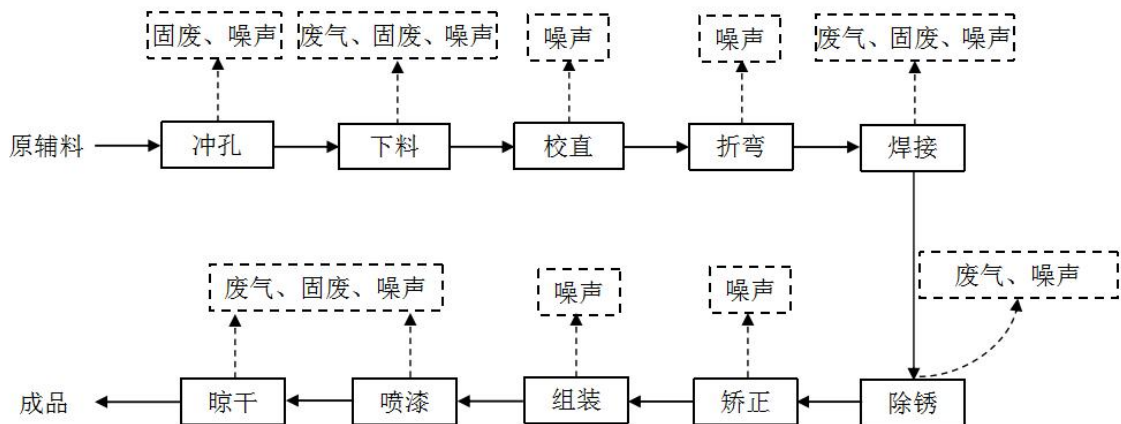 固废、噪声
废气、固废、噪声
噪声
噪声
废气、固废、噪声
原辅料
冲孔
下料
校直
折弯
焊接
废气、固废、噪声
噪声
噪声
废气、噪声
成品
晾干
喷漆
组装
矫正
除锈